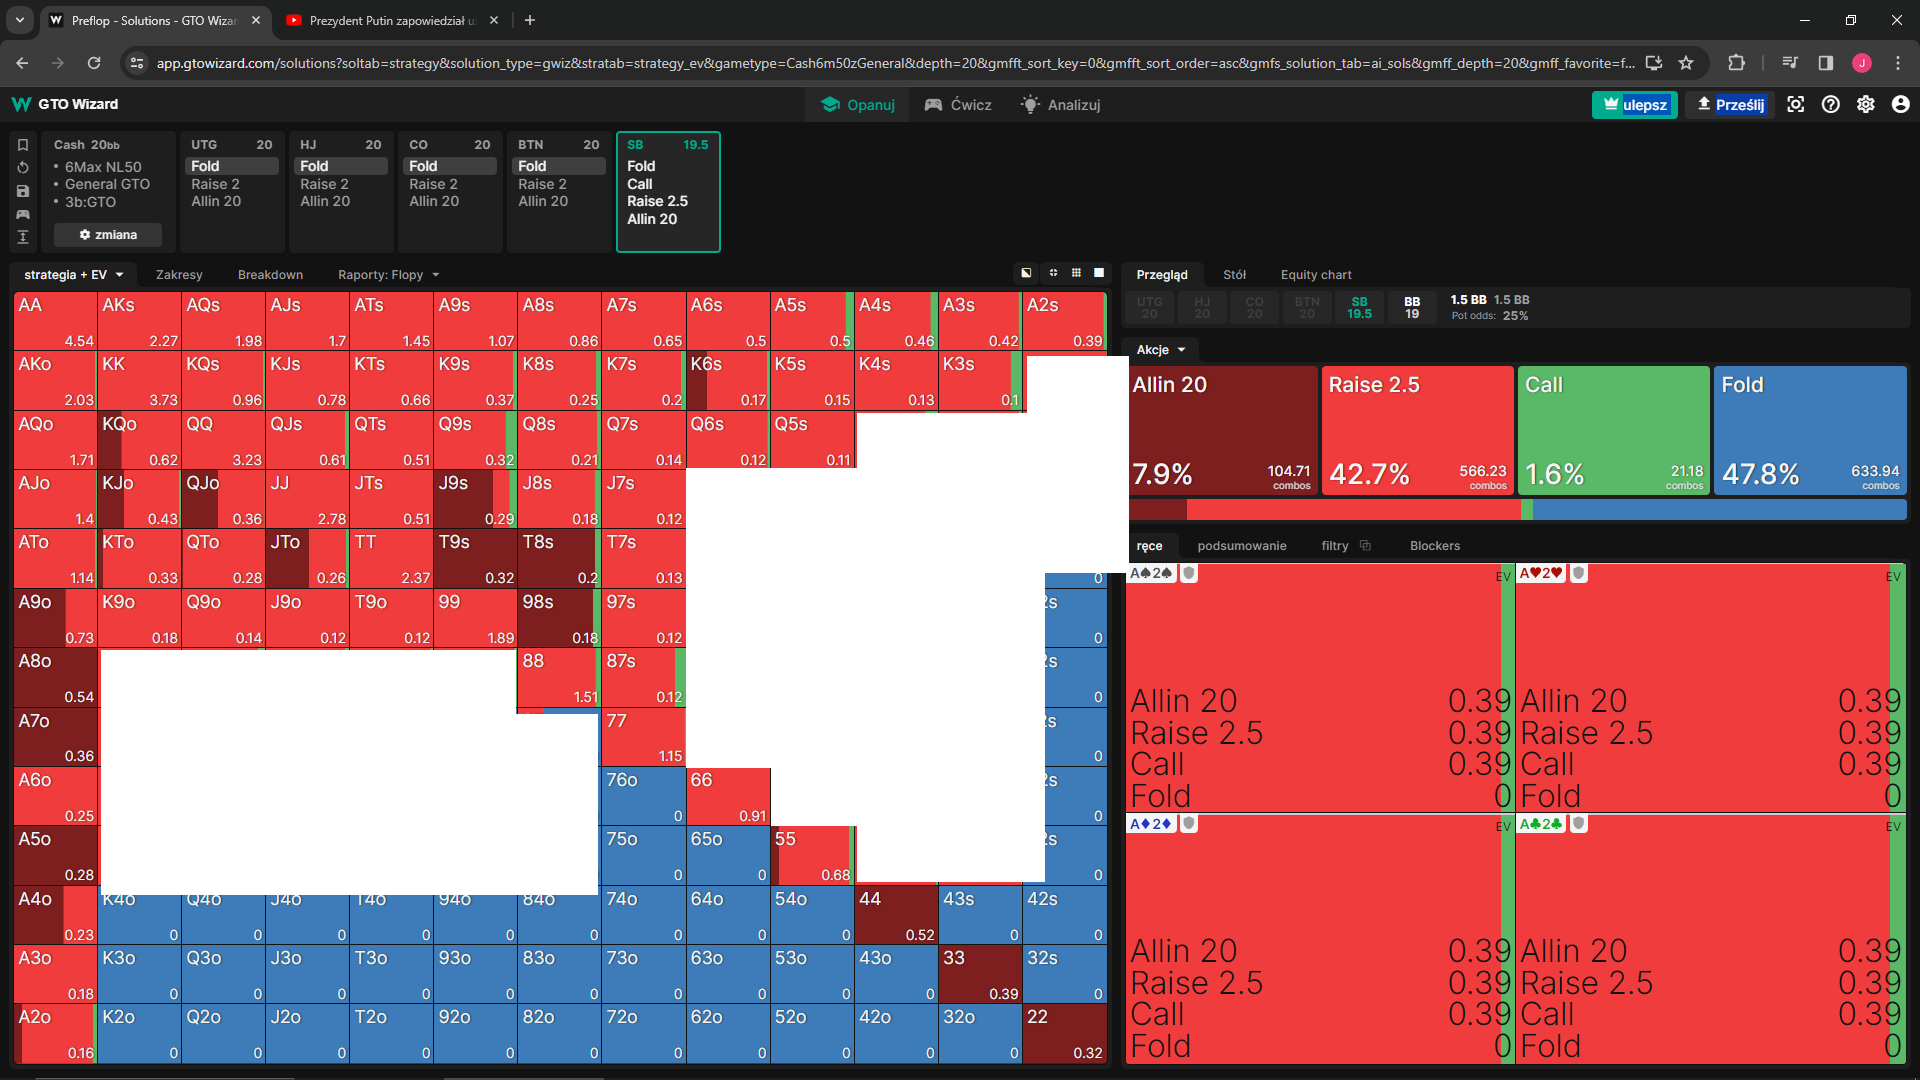 Preflop - Solutions - GTO Wizar
Prezydent Putin zapowiedział u
app.gtowizard.com/solutions?soltab=strategy&solution_type=gwiz&stratab=strategy_ev&gametype=Cash6m50zGeneral&depth=20&gmfft_sort_key=0&gmfft_sort_order=asc&gmfs_solution_tab=ai_sols&gmff_depth=20&gmff_favorite=f...
J
GTO Wizard
Opanuj Ćwicz Analizuj
ulepsz Prześlij
Cash 20bb
• 6Max NL50
• General GTO
• 3b:GTO
zmiana
UTG 20
Fold
Raise 2
Allin 20
HJ 20
Fold
Raise 2
Allin 20
CO 20
Fold
Raise 2
Allin 20
BTN 20
Fold
Raise 2
Allin 20
SB 19.5
Fold
Call
Raise 2.5
Allin 20
strategia + EV Zakresy Breakdown Raporty: Flopy
AA AKs AQs AJs ATs A9s A8s A7s A6s A5s A4s A3s A2s
4.54 2.27 1.98 1.7 1.45 1.07 0.86 0.65 0.5 0.5 0.46 0.42 0.39
AKo KK KQs KJs KTs K9s K8s K7s K6s K5s K4s K3s
2.03 3.73 0.96 0.78 0.66 0.37 0.25 0.2 0.17 0.15 0.13 0.1
AQo KQo QQ QJs QTs Q9s Q8s Q7s Q6s Q5s
1.71 0.62 3.23 0.61 0.51 0.32 0.21 0.14 0.12 0.11
AJo KJo QJo JJ JTs J9s J8s J7s
1.4 0.43 0.36 2.78 0.51 0.29 0.18 0.12
ATo KTo QTo JTo TT T9s T8s T7s
1.14 0.33 0.28 0.26 2.37 0.32 0.2 0.13 0
A9o K9o Q9o J9o T9o 99 98s 97s 2s
0.73 0.18 0.14 0.12 0.12 1.89 0.18 0.12 0
A8o 88 87s 2s
0.54 1.51 0.12 0
A7o 77 2s
0.36 1.15 0
A6o 76o 66 2s
0.25 0 0.91 0
A5o 75o 65o 55 2s
0.28 0 0 0.68 0
A4o K4o Q4o J4o T4o 94o 84o 74o 64o 54o 44 43s 42s
0.23 0 0 0 0 0 0 0 0 0 0.52 0 0
A3o K3o Q3o J3o T3o 93o 83o 73o 63o 53o 43o 33 32s
0.18 0 0 0 0 0 0 0 0 0 0 0.39 0
A2o K2o Q2o J2o T2o 92o 82o 72o 62o 52o 42o 32o 22
0.16 0 0 0 0 0 0 0 0 0 0 0 0.32
Przegląd Stół Equity chart
UTG HJ CO BTN SB BB
20 20 20 20 19.5 19
1.5 BB 1.5 BB
Pot odds: 25%
Akcje
Allin 20
7.9% 104.71 combos
Raise 2.5
42.7% 566.23 combos
Call
1.6% 21.18 combos
Fold
47.8% 633.94 combos
ręce podsumowanie filtry Blockers
A♠2♠ EV
Allin 20 0.39
Raise 2.5 0.39
Call 0.39
Fold 0
A♥2♥ EV
Allin 20 0.39
Raise 2.5 0.39
Call 0.39
Fold 0
A♦2♦ EV
Allin 20 0.39
Raise 2.5 0.39
Call 0.39
Fold 0
A♣2♣ EV
Allin 20 0.39
Raise 2.5 0.39
Call 0.39
Fold 0